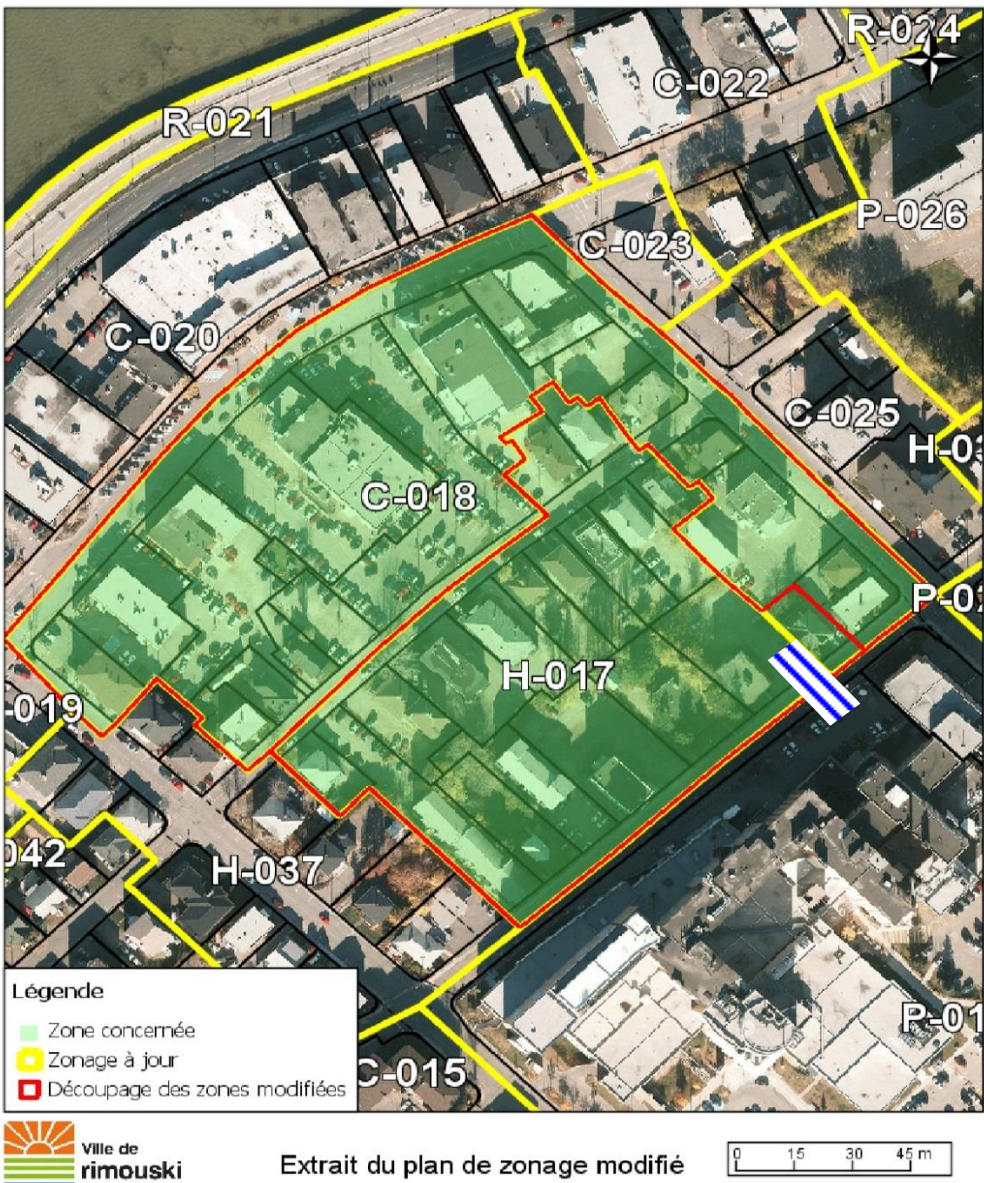 R-024
C-022
R-021
P-026
C-023
C-020
C-025
H-03
C-018
P-02
H-017
-019
042
H-037
P-01
C-015
Légende
Zone concernée
Zonage à jour
Découpage des zones modifiées
Ville de
rimouski
Extrait du plan de zonage modifié
0 15 30 45 m